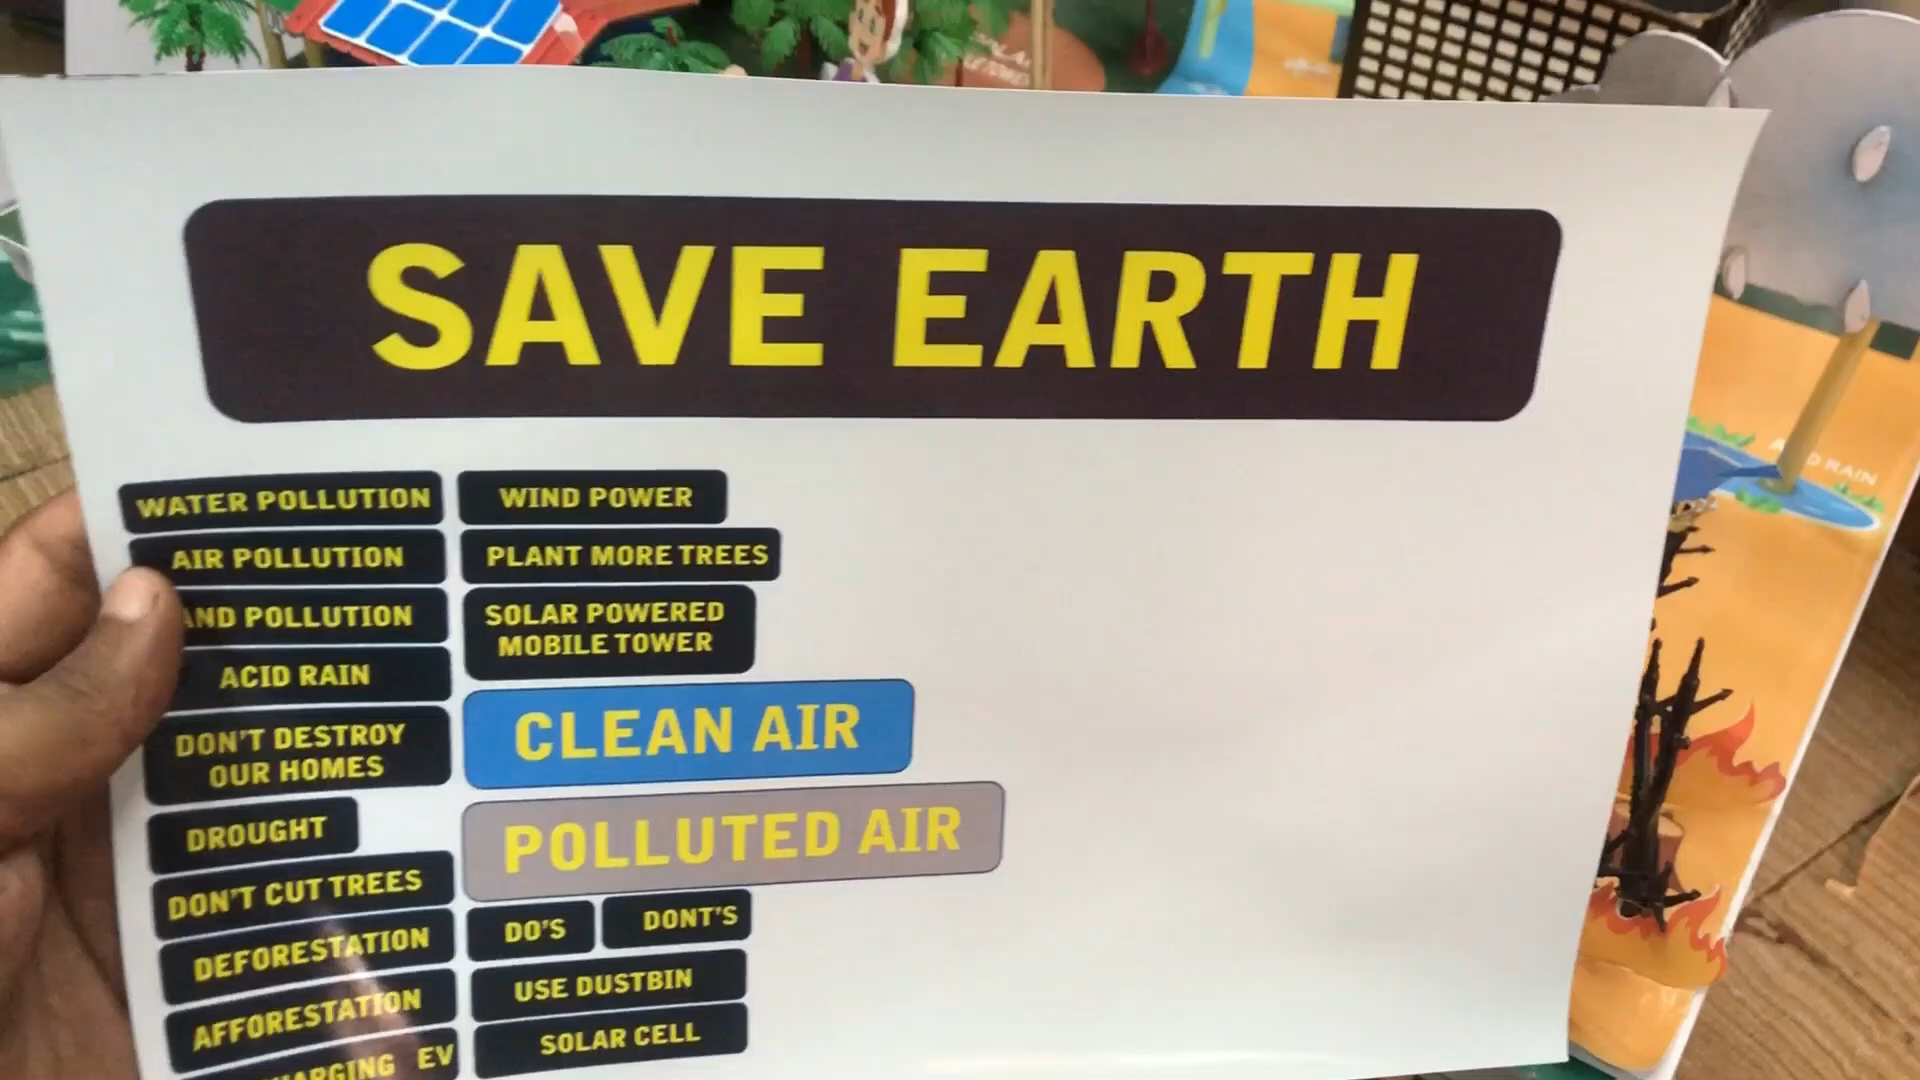 SAVE EARTH
WATER POLLUTION
AIR POLLUTION
AND POLLUTION
ACID RAIN
DON'T DESTROY
OUR HOMES
DROUGHT
DON'T CUT TREES
DEFORESTATION
AFFORESTATION
HARGING EV
WIND POWER
PLANT MORE TREES
SOLAR POWERED
MOBILE TOWER
CLEAN AIR
POLLUTED AIR
DO'S
DONT'S
USE DUSTBIN
SOLAR CELL
RAIN